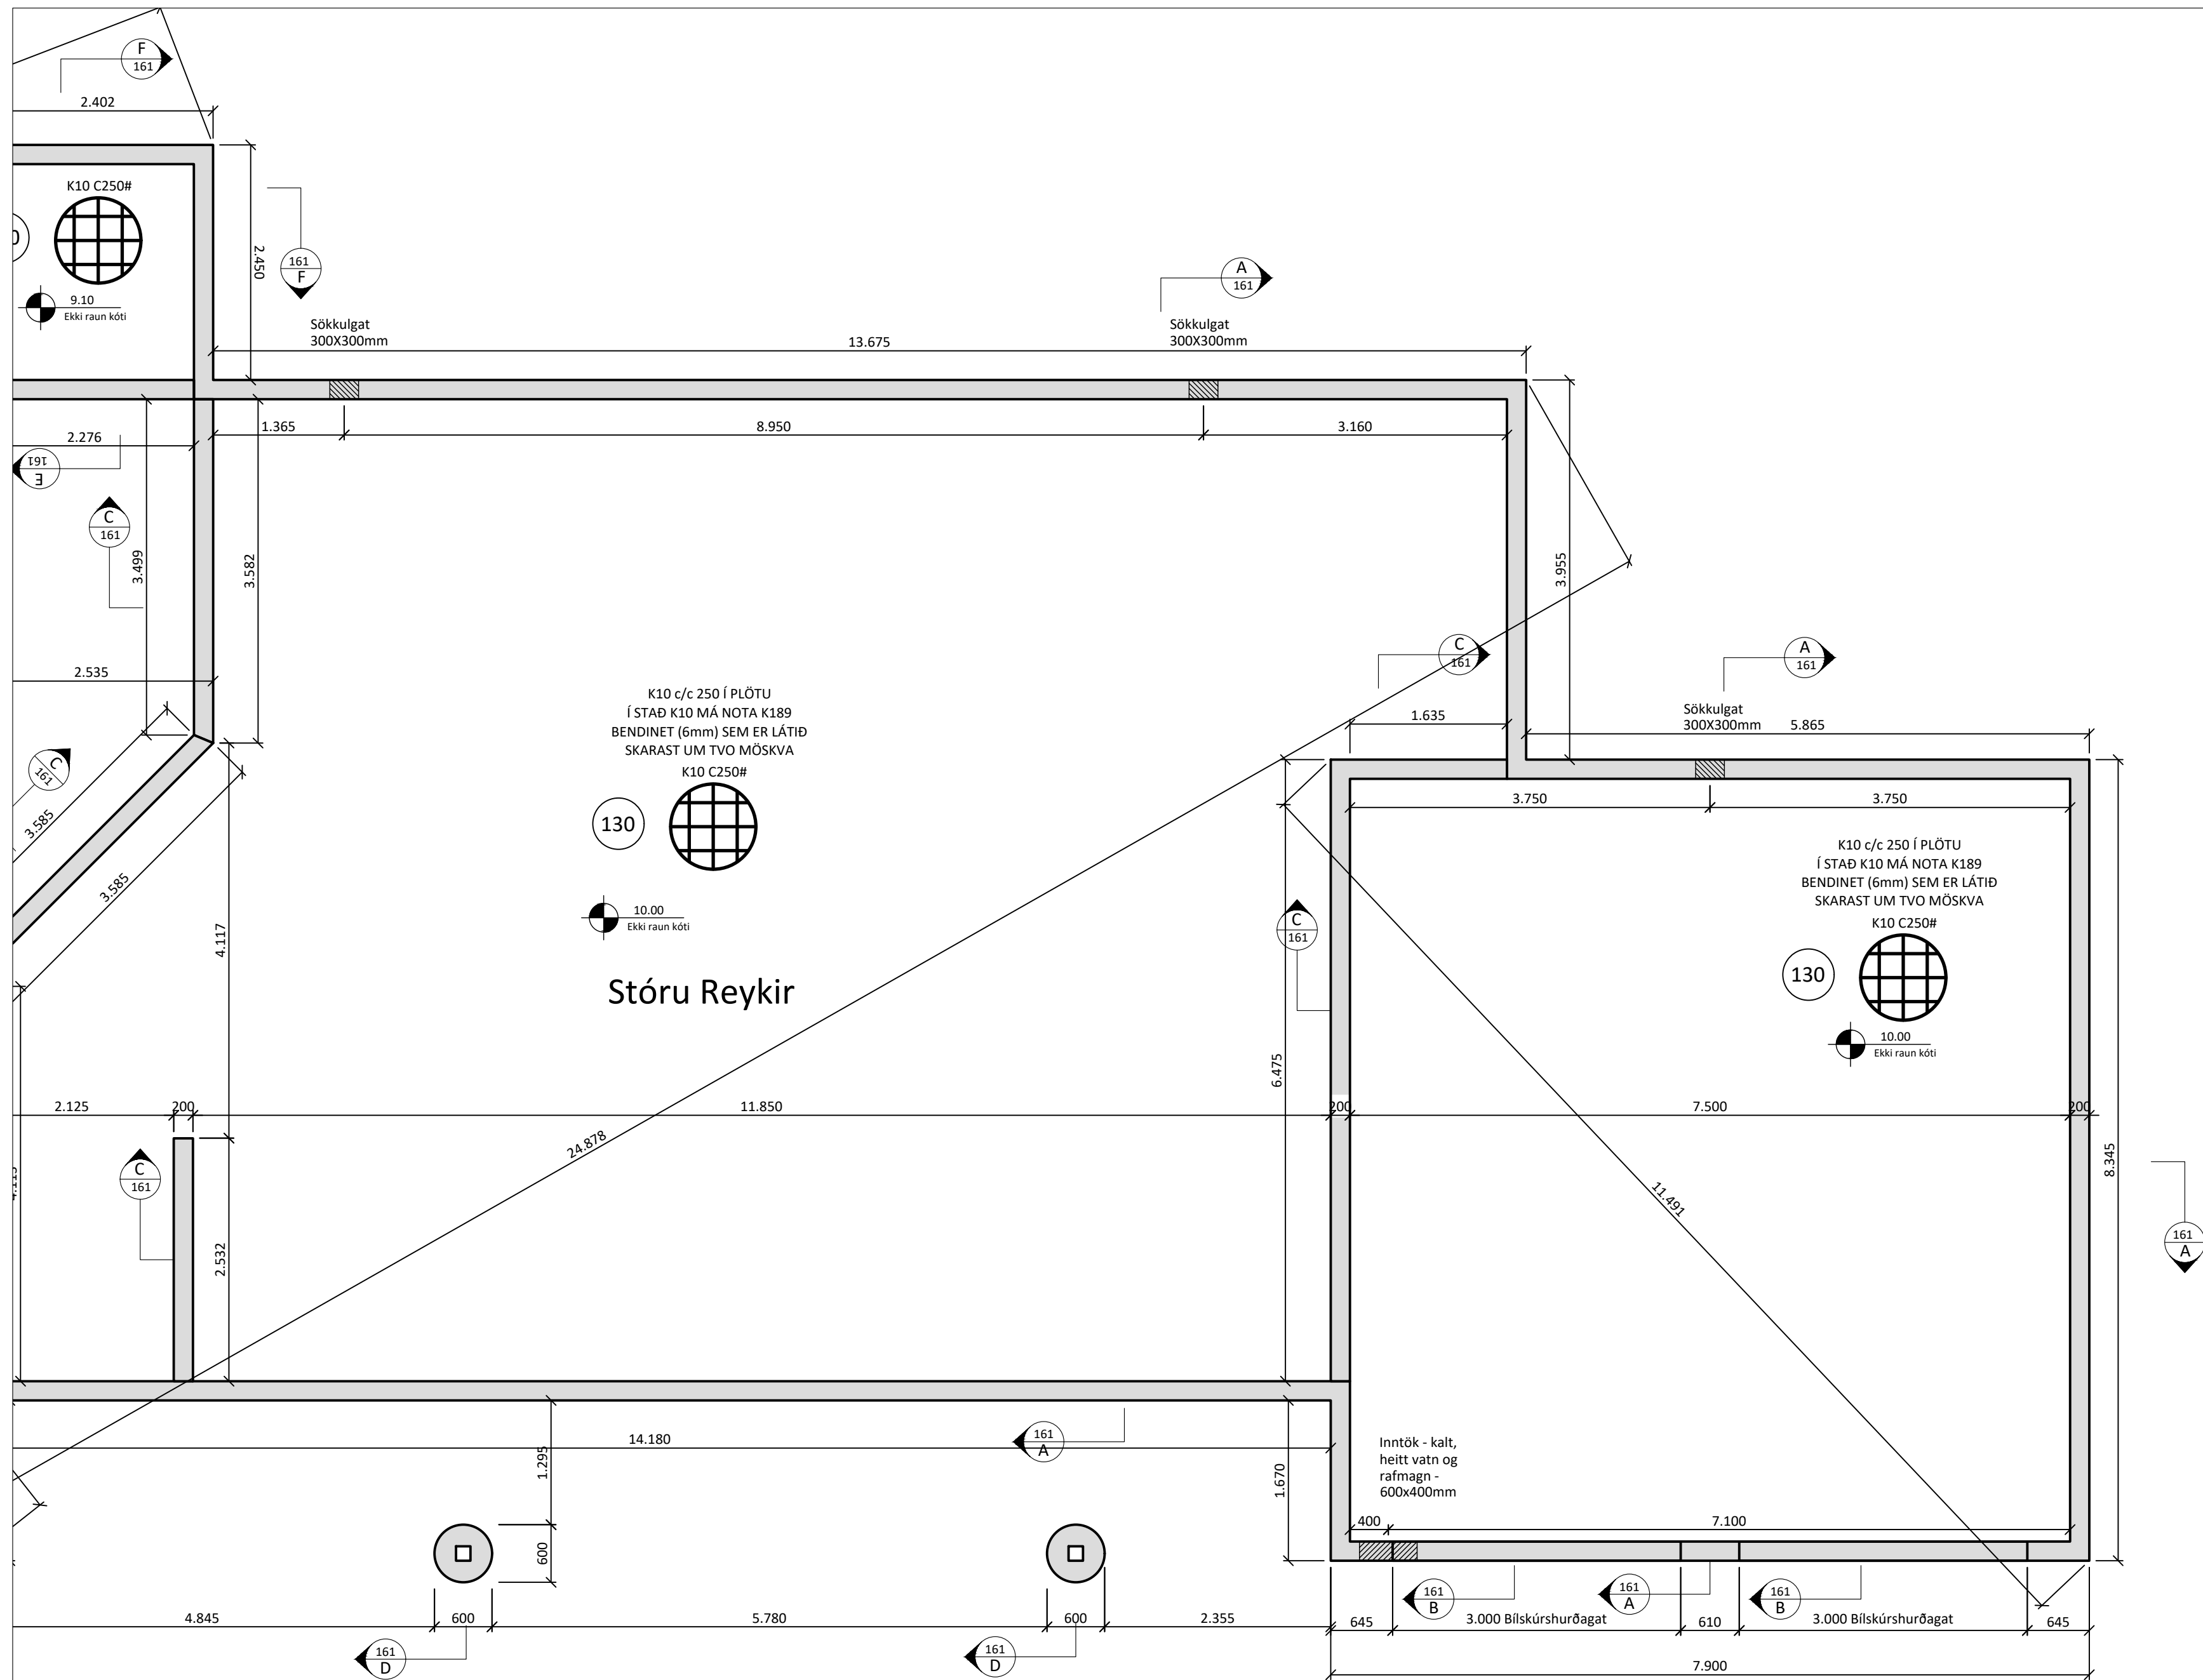 F
161
2.402
K10 C250#
9.10
Ekki raun kóti
2.450
161
F
A
161
Sökkulgat
300X300mm
13.675
Sökkulgat
300X300mm
2.276
1.365
8.950
3.160
161
E
C
161
3.499
3.582
3.955
2.535
K10 c/c 250 Í PLÖTU
Í STAÐ K10 MÁ NOTA K189
BENDINET (6mm) SEM ER LÁTIÐ
SKARAST UM TVO MÖSKVA
K10 C250#
130
10.00
Ekki raun kóti
Stóru Reykir
C
161
A
161
1.635
Sökkulgat
300X300mm
5.865
3.750
3.750
C
161
3.585
3.585
4.117
K10 c/c 250 Í PLÖTU
Í STAÐ K10 MÁ NOTA K189
BENDINET (6mm) SEM ER LÁTIÐ
SKARAST UM TVO MÖSKVA
K10 C250#
130
10.00
Ekki raun kóti
C
161
6.475
2.125
200
11.850
200
7.500
200
24.878
11.491
8.345
C
161
2.532
161
A
14.180
161
A
1.295
1.670
Inntök - kalt,
heitt vatn og
rafmagn -
600x400mm
400
7.100
600
4.845
600
5.780
600
2.355
645
161
B
3.000 Bílskúrshurðagat
161
A
610
161
B
3.000 Bílskúrshurðagat
645
161
D
161
D
7.900